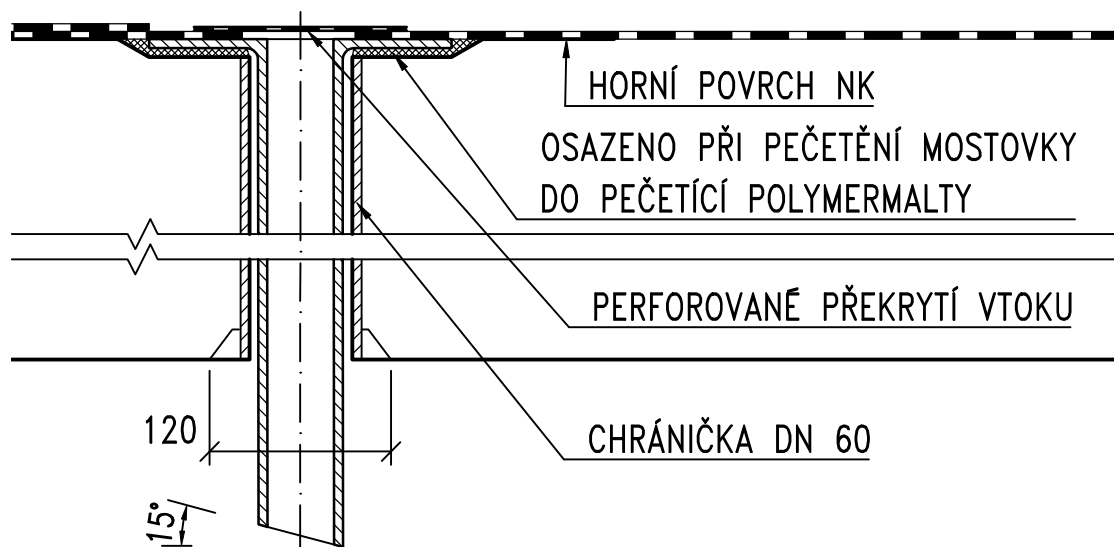 HORNÍ POVRCH NK
OSAZENO PŘI PEČETĚNÍ MOSTOVKY
DO PEČETÍCÍ POLYMERMALTY
PERFOROVANÉ PŘEKRYTÍ VTOKU
120
CHRÁNIČKA DN 60
15°